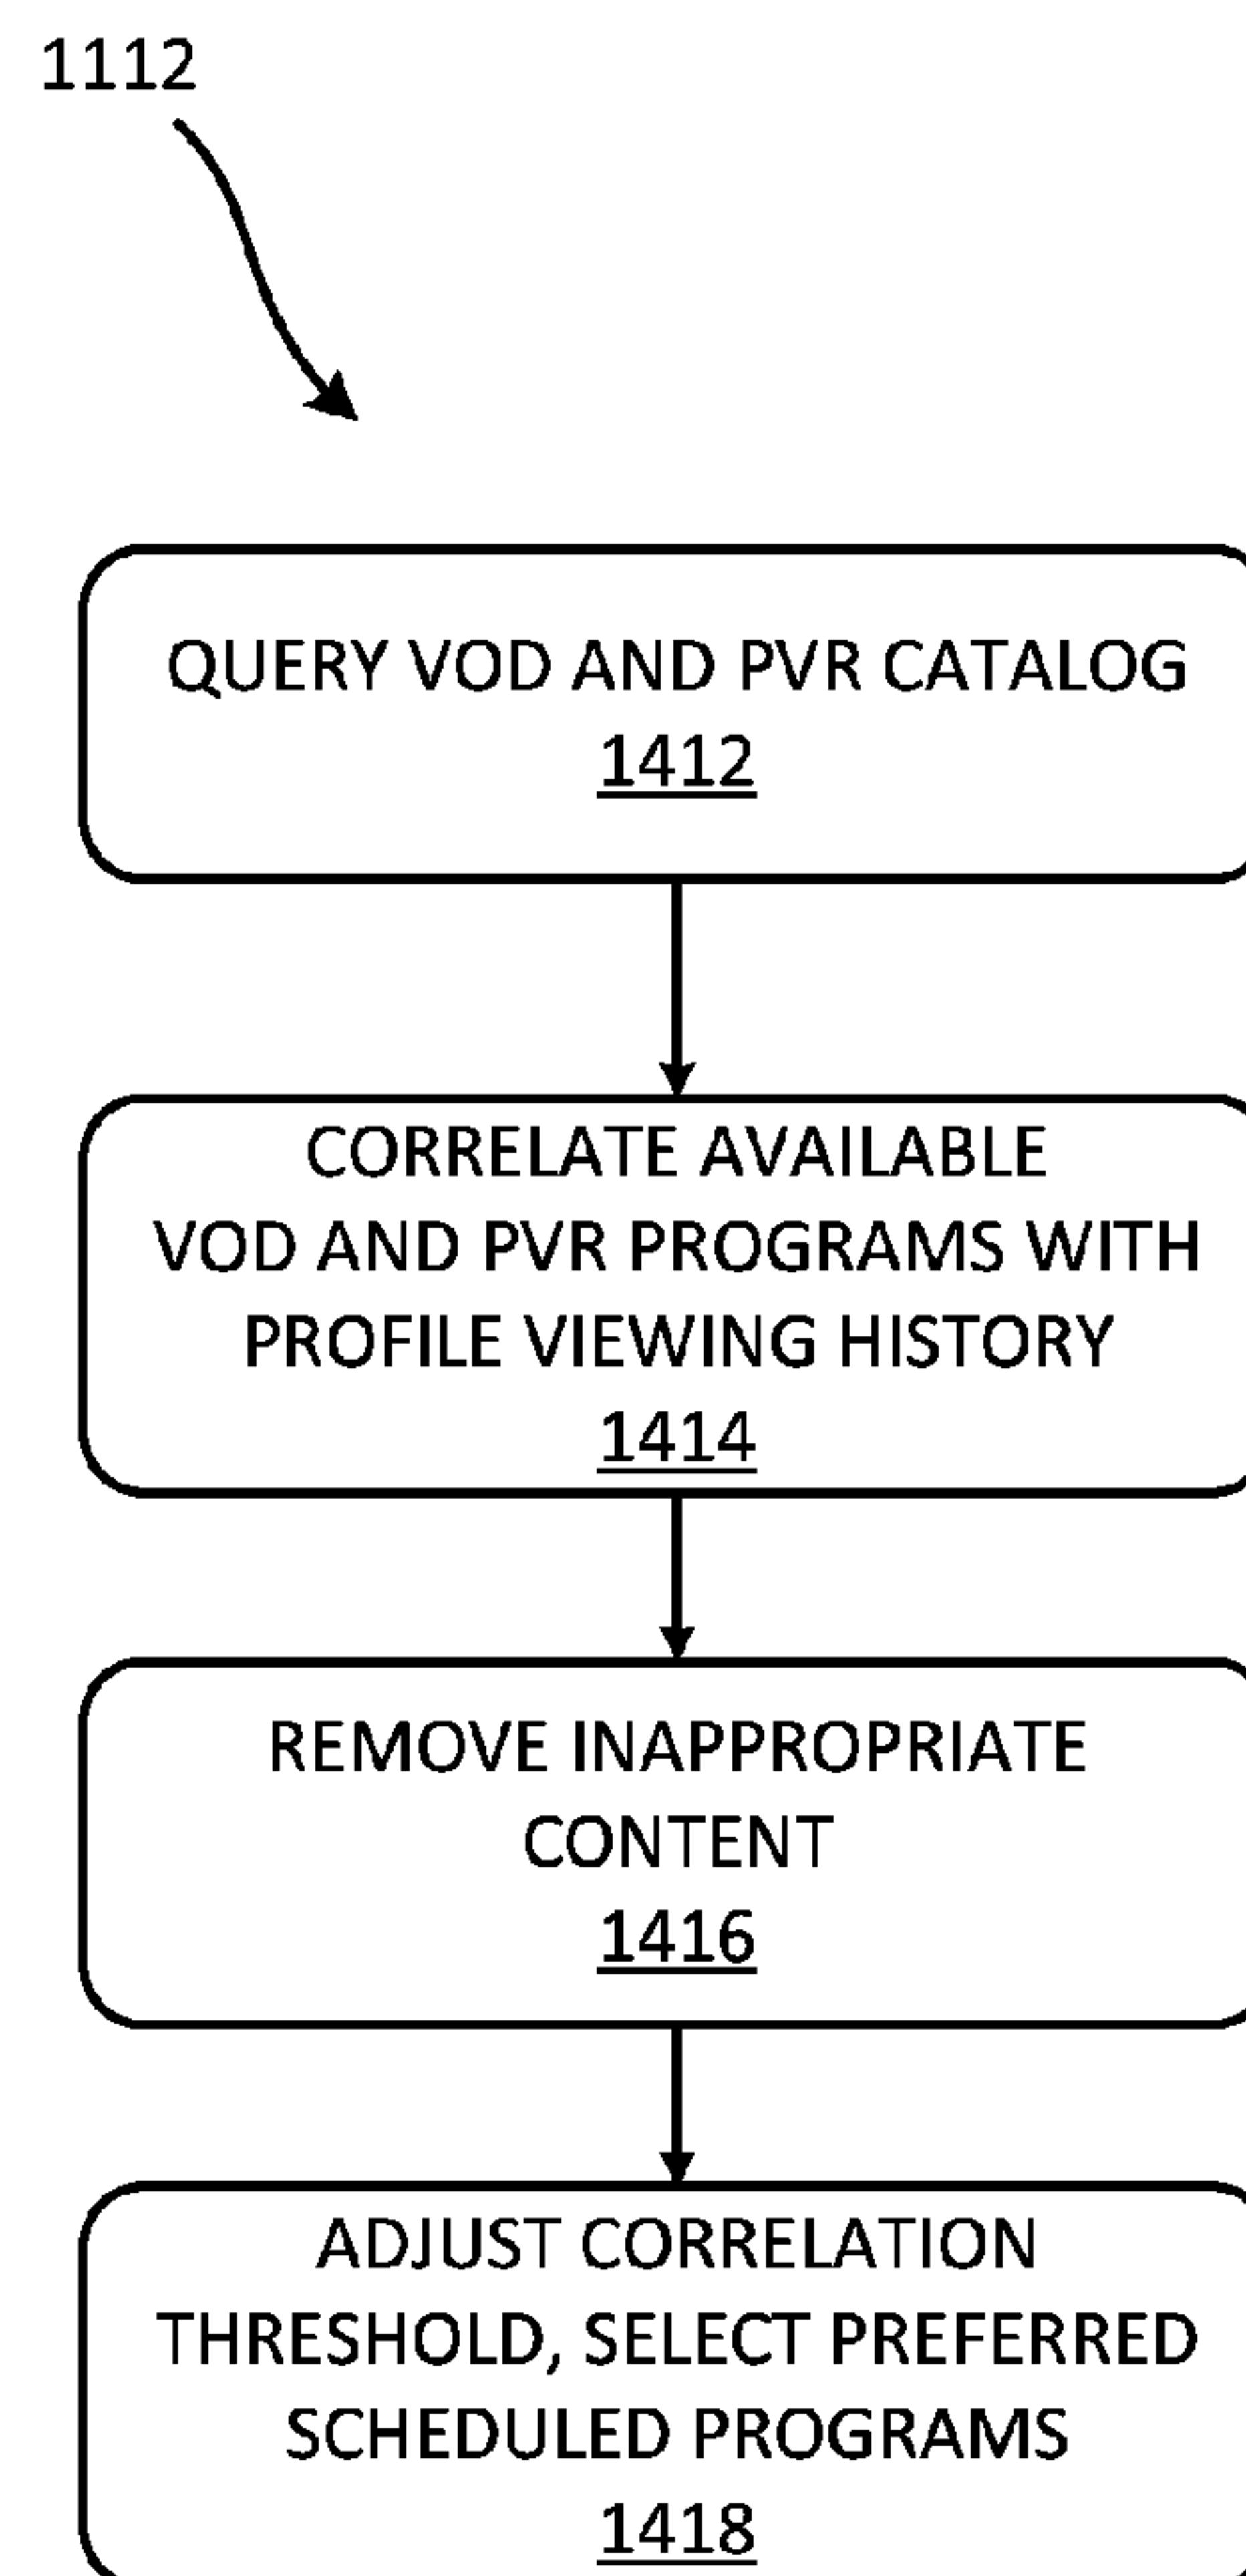 1112
QUERY VOD AND PVR CATALOG
1412
CORRELATE AVAILABLE
VOD AND PVR PROGRAMS WITH
PROFILE VIEWING HISTORY
1414
REMOVE INAPPROPRIATE
CONTENT
1416
ADJUST CORRELATION
THRESHOLD, SELECT PREFERRED
SCHEDULED PROGRAMS
1418